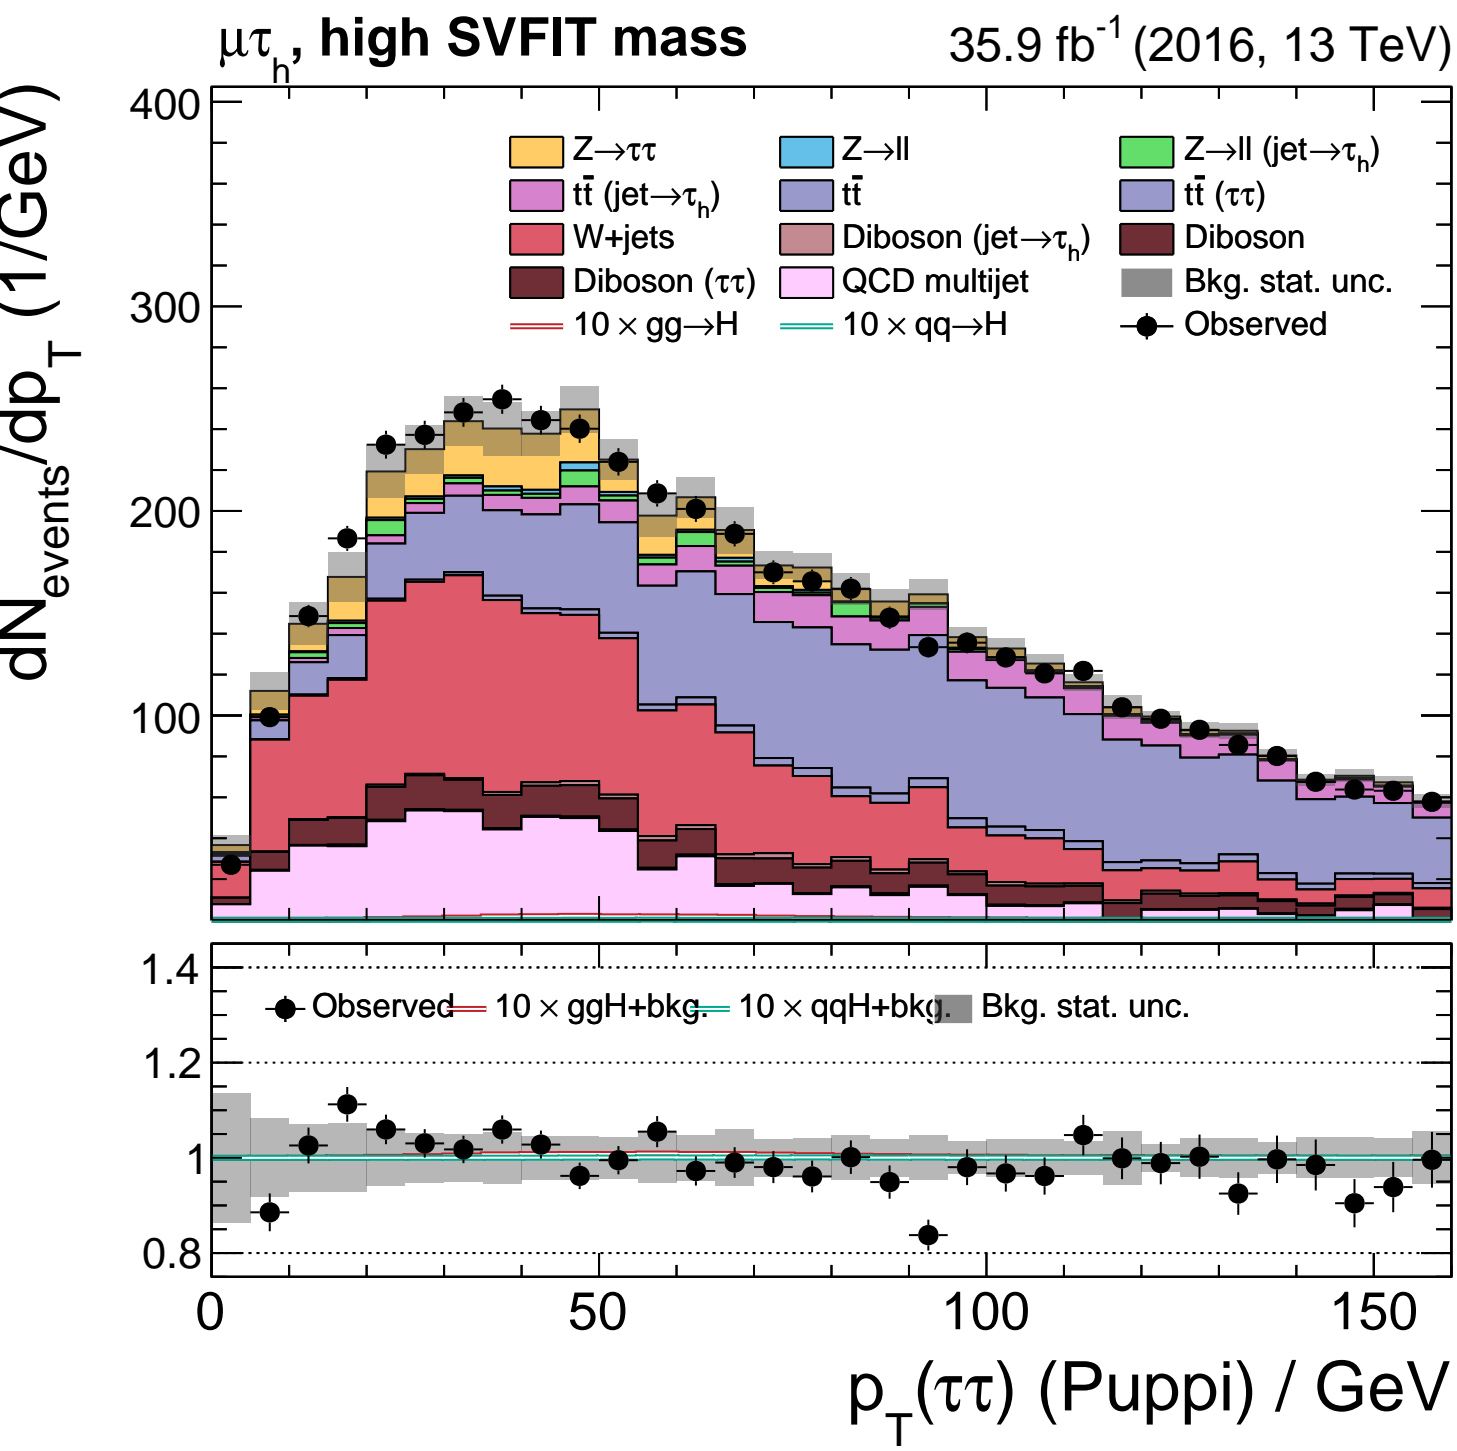 μτh, high SVFIT mass 35.9 fb-1 (2016, 13 TeV)
dNevents/dpT (1/GeV)
400
300
200
100
Z→ττ Z→ll Z→ll (jet→τh)
tt̄ (jet→τh) tt̄ tt̄ (ττ)
W+jets Diboson (jet→τh) Diboson
Diboson (ττ) QCD multijet Bkg. stat. unc.
10 × gg→H 10 × qq→H Observed
1.4
Observed 10 × ggH+bkg. 10 × qqH+bkg. Bkg. stat. unc.
1.2
1
0.8
0 50 100 150
pT(ττ) (Puppi) / GeV